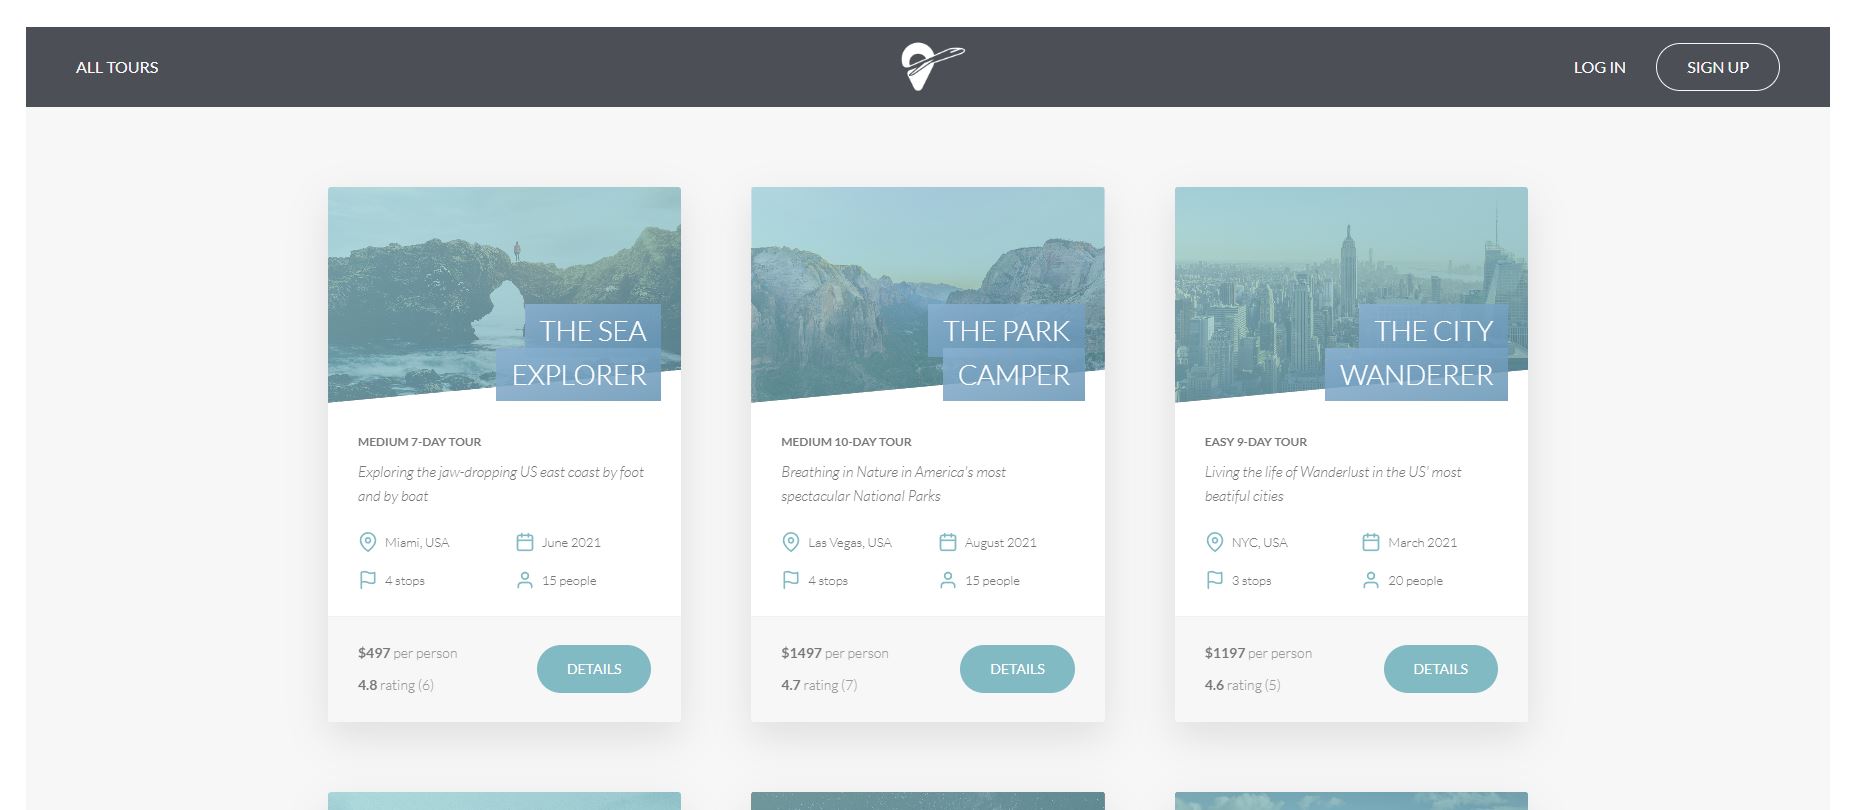 ALL TOURS
LOG IN
SIGN UP
THE SEA
EXPLORER
MEDIUM 7-DAY TOUR
Exploring the jaw-dropping US east coast by foot
and by boat
Miami, USA
June 2021
4 stops
15 people
$497 per person
4.8 rating (6)
DETAILS
THE PARK
CAMPER
MEDIUM 10-DAY TOUR
Breathing in Nature in America's most
spectacular National Parks
Las Vegas, USA
August 2021
4 stops
15 people
$1497 per person
4.7 rating (7)
DETAILS
THE CITY
WANDERER
EASY 9-DAY TOUR
Living the life of Wanderlust in the US' most
beatiful cities
NYC, USA
March 2021
3 stops
20 people
$1197 per person
4.6 rating (5)
DETAILS